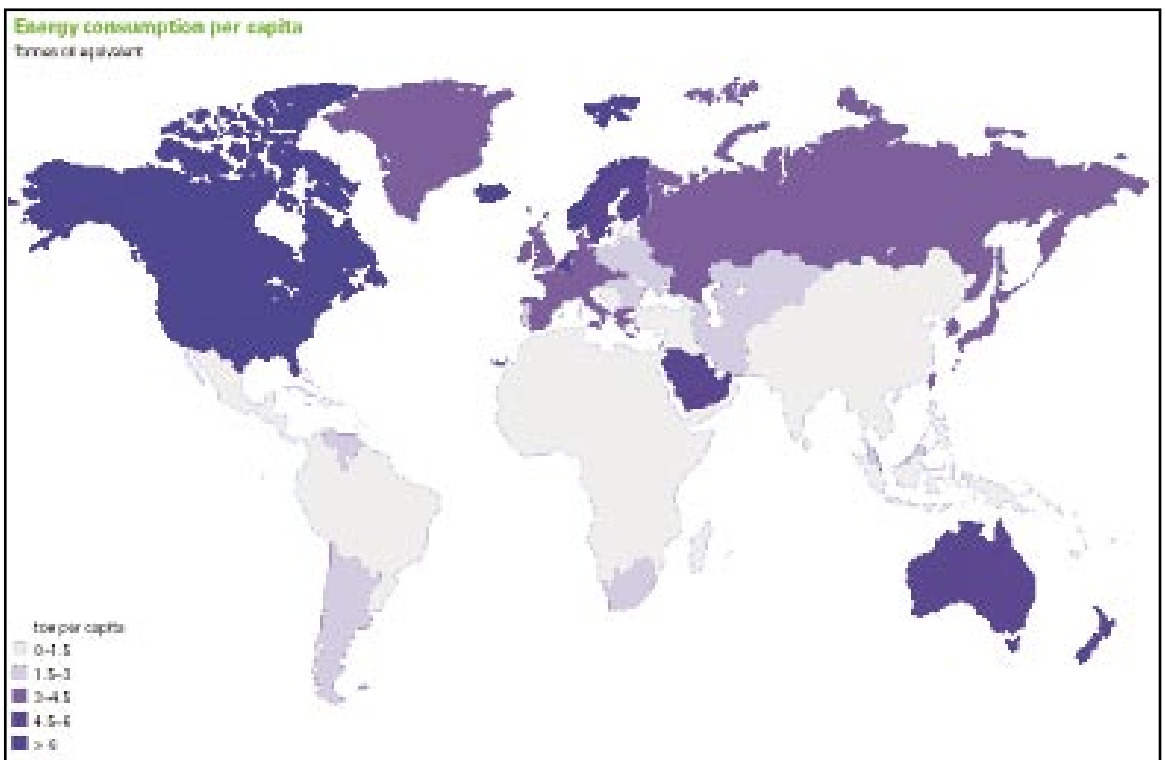 Energy consumption per capita
Tonnes oil equivalent
toe per capita
0-1.5
1.5-3
3-4.5
4.5-6
> 6